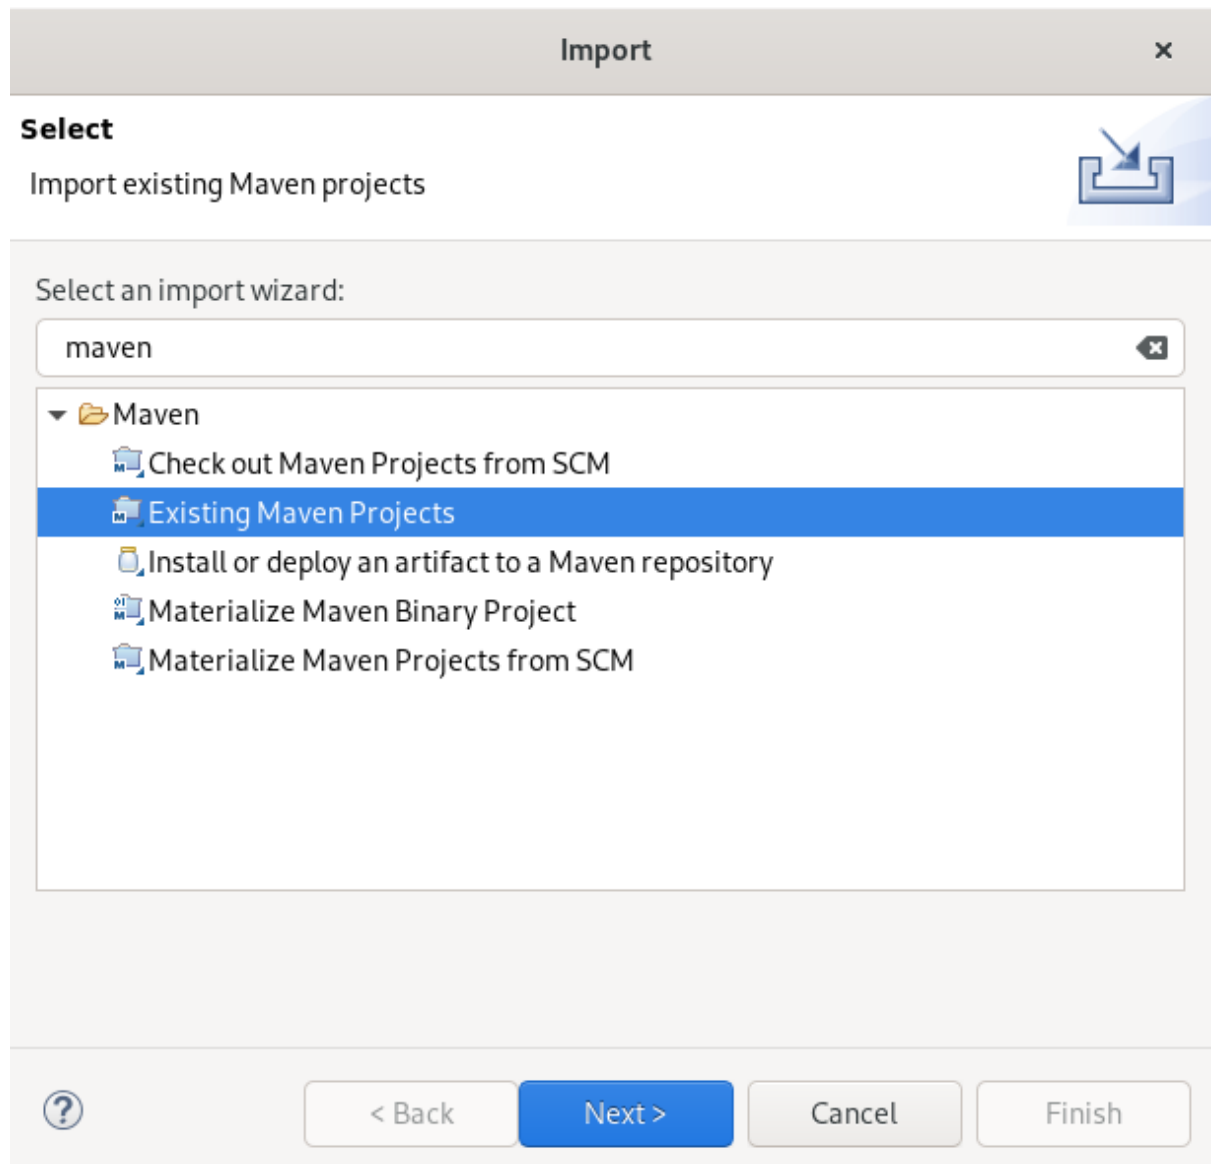 Import
Select
Import existing Maven projects
Select an import wizard:
maven
Maven
Check out Maven Projects from SCM
Existing Maven Projects
Install or deploy an artifact to a Maven repository
Materialize Maven Binary Project
Materialize Maven Projects from SCM
< Back
Next >
Cancel
Finish